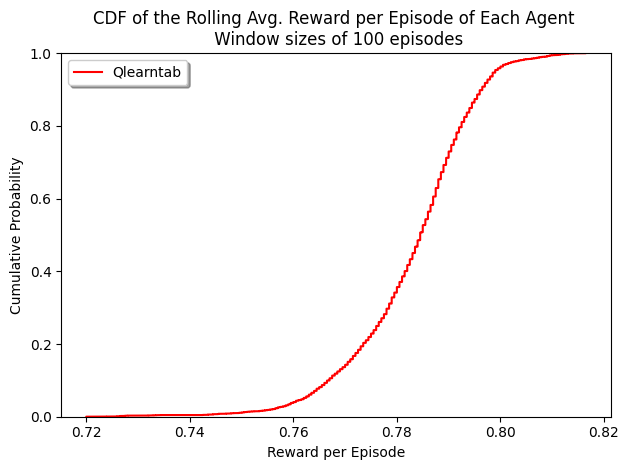 CDF of the Rolling Avg. Reward per Episode of Each Agent
Window sizes of 100 episodes
Qlearntab
Cumulative Probability
1.0
0.8
0.6
0.4
0.2
0.0
0.72 0.74 0.76 0.78 0.80 0.82
Reward per Episode